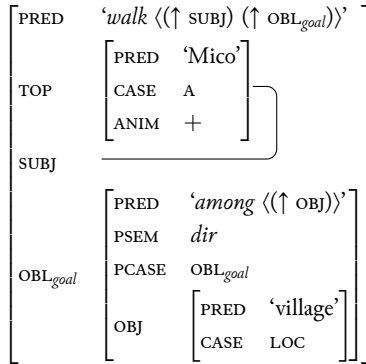 PRED ‘walk ⟨(↑ SUBJ) (↑ OBLgoal)⟩’
PRED ‘Mico’
TOP CASE A
ANIM +
SUBJ
PRED ‘among ⟨(↑ OBJ)⟩’
PSEM dir
OBLgoal PCASE OBLgoal
PRED ‘village’
OBJ
CASE LOC